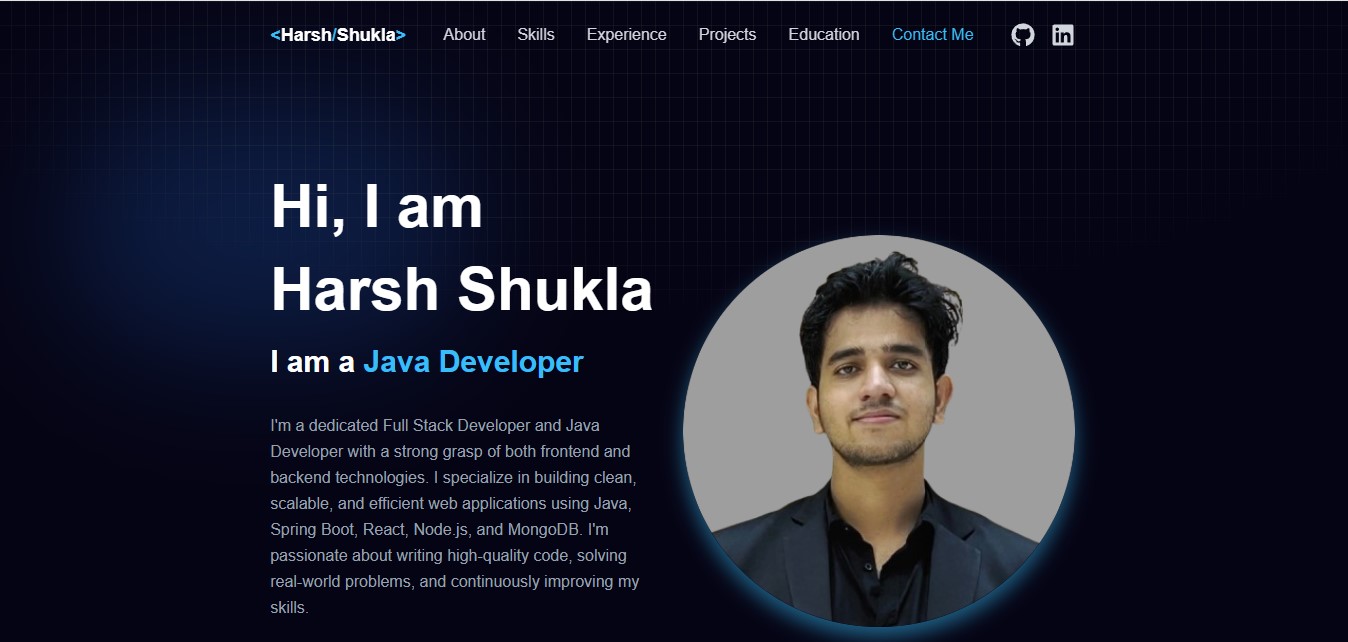 <Harsh/Shukla> About Skills Experience Projects Education Contact Me in
Hi, I am
Harsh Shukla
I am a Java Developer
I'm a dedicated Full Stack Developer and Java
Developer with a strong grasp of both frontend and
backend technologies. I specialize in building clean,
scalable, and efficient web applications using Java,
Spring Boot, React, Node.js, and MongoDB. I'm
passionate about writing high-quality code, solving
real-world problems, and continuously improving my
skills.